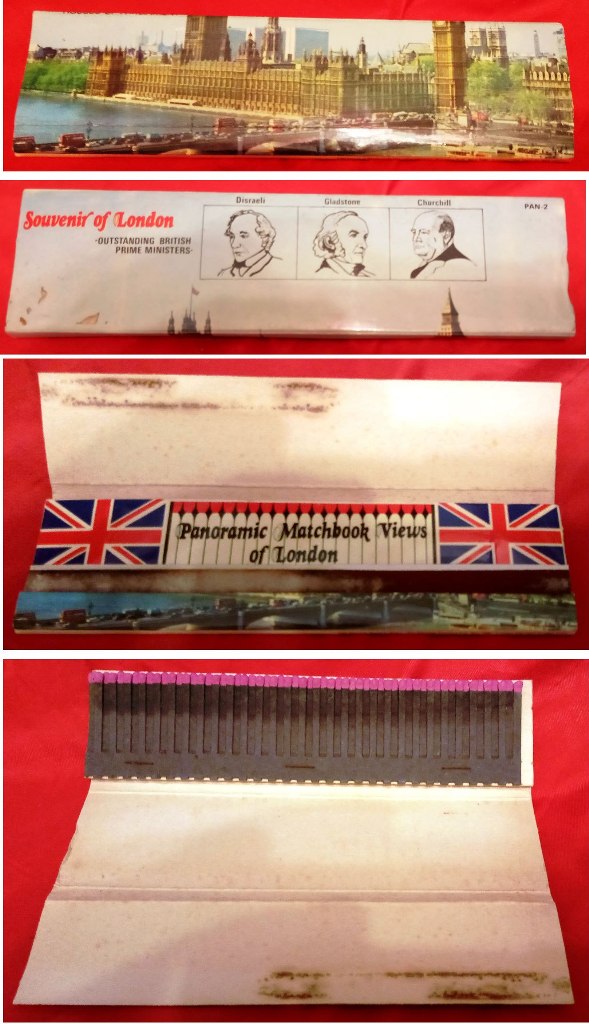 Disraeli
Gladstone
Churchill
PAN-2
Souvenir of London
-OUTSTANDING BRITISH
PRIME MINISTERS-
Panoramic Matchbook Views
of London